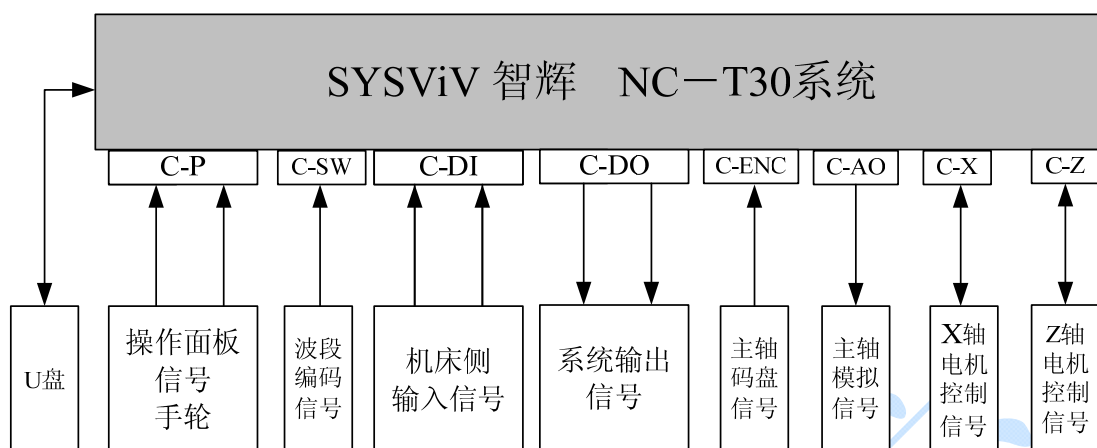 SYSViV 智辉 NC－T30系统
C-P
C-SW
C-DI
C-DO
C-ENC
C-AO
C-X
C-Z
U盘
操作面板
信号
手轮
波段
编码
信号
机床侧
输入信号
系统输出
信号
主轴
码盘
信号
主轴
模拟
信号
X轴
电机
控制
信号
Z轴
电机
控制
信号